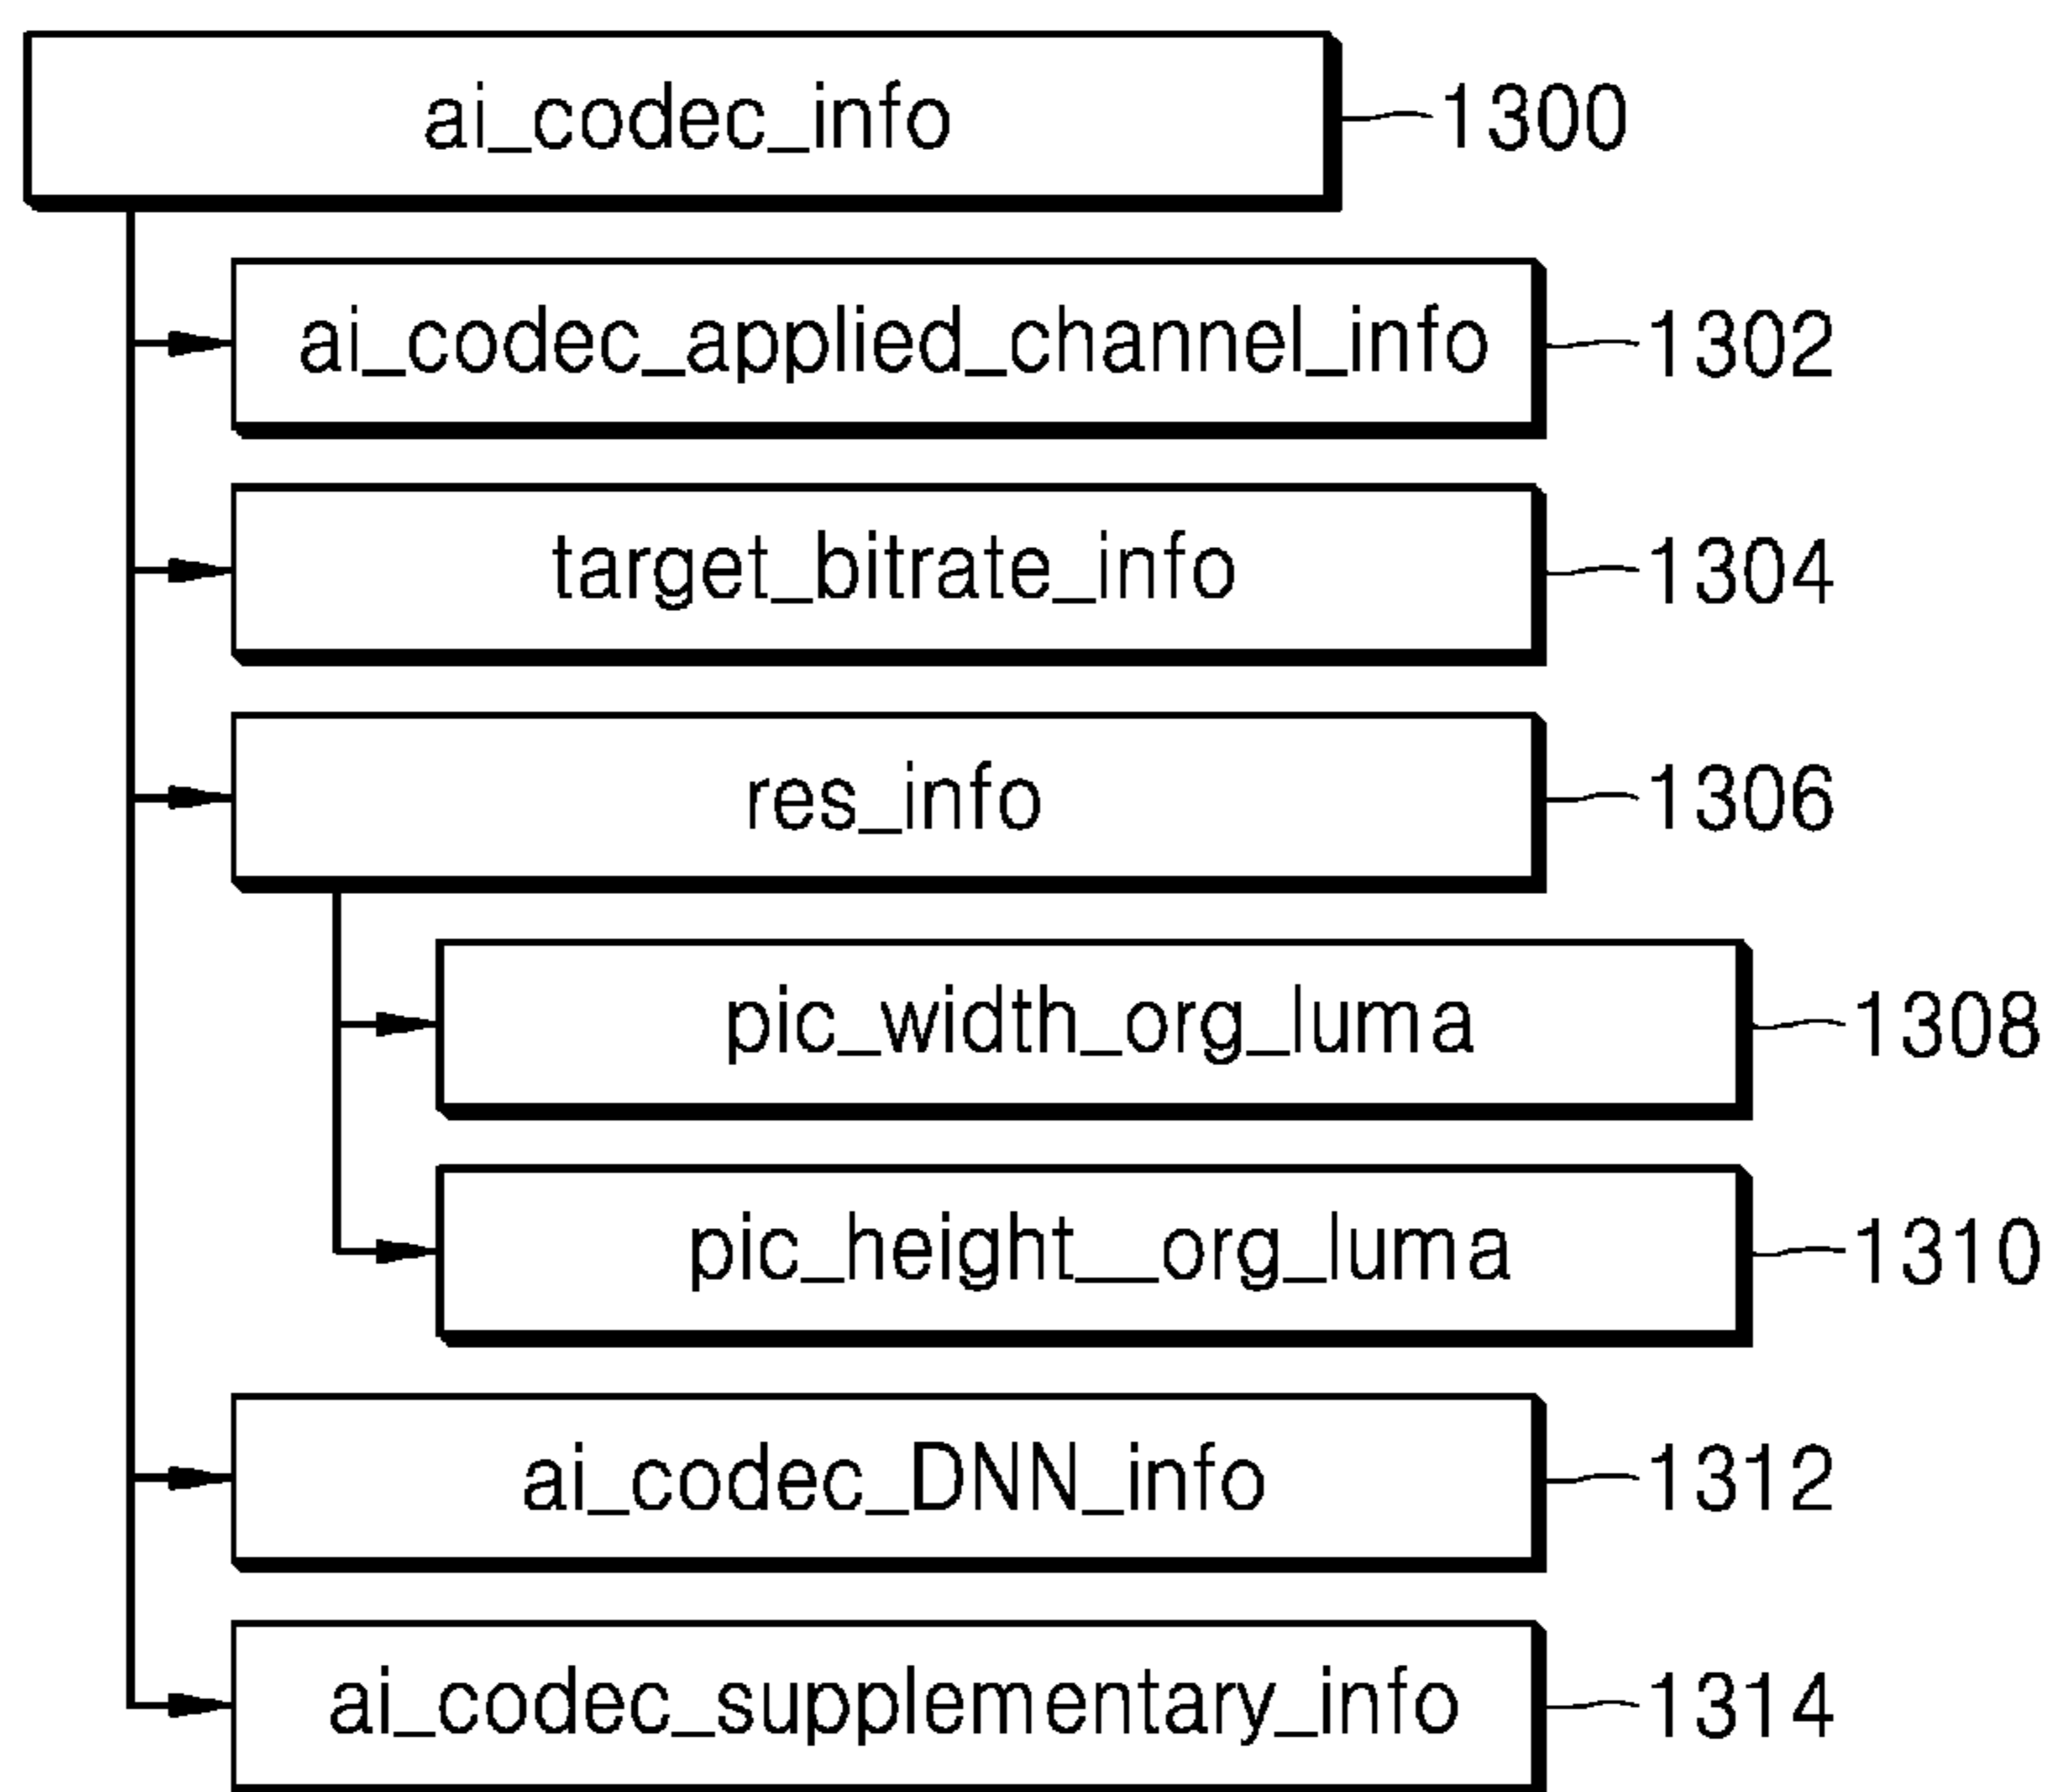 ai_codec_info 1300
ai_codec_applied_channel_info 1302
target_bitrate_info 1304
res_info 1306
pic_width_org_luma 1308
pic_height__org_luma 1310
ai_codec_DNN_info 1312
ai_codec_supplementary_info 1314